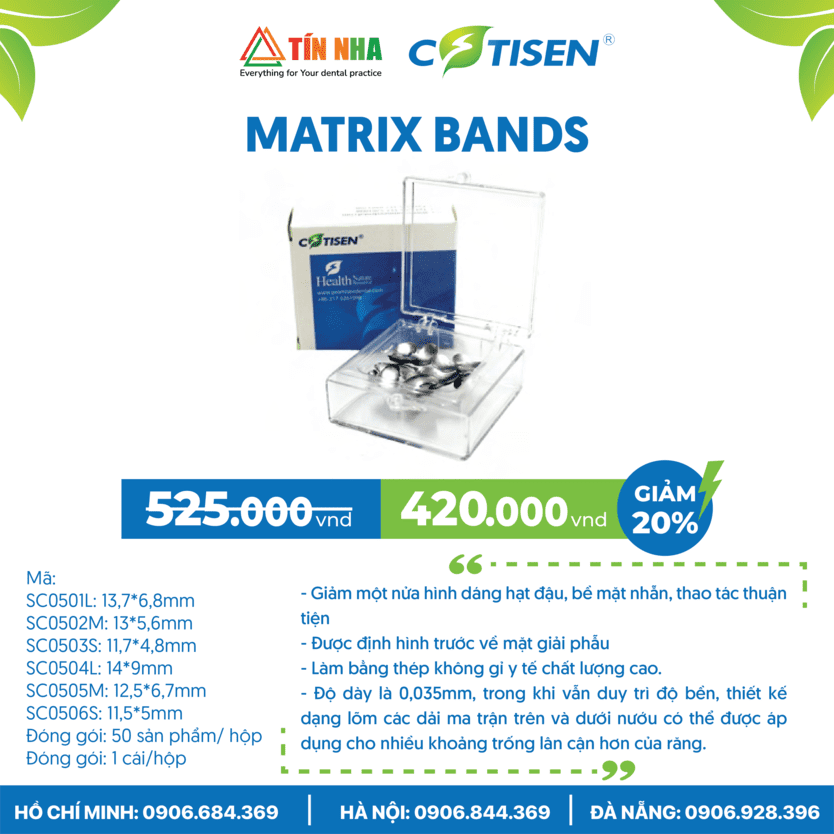 TÍN NHA
Everything for Your dental practice
COTISEN®
MATRIX BANDS
COTISEN®
Health Nature
525.000 vnd
420.000 vnd
GIẢM
20%
Mã:
SC0501L: 13,7*6,8mm
SC0502M: 13*5,6mm
SC0503S: 11,7*4,8mm
SC0504L: 14*9mm
SC0505M: 12,5*6,7mm
SC0506S: 11,5*5mm
Đóng gói: 50 sản phẩm/ hộp
Đóng gói: 1 cái/hộp
- Giảm một nửa hình dáng hạt đậu, bề mặt nhẵn, thao tác thuận
tiện
- Được định hình trước về mặt giải phẫu
- Làm bằng thép không gỉ y tế chất lượng cao.
- Độ dày là 0,035mm, trong khi vẫn duy trì độ bền, thiết kế
dạng lõm các dải ma trận trên và dưới nướu có thể được áp
dụng cho nhiều khoảng trống lân cận hơn của răng.
HỒ CHÍ MINH: 0906.684.369 | HÀ NỘI: 0906.844.369 | ĐÀ NẴNG: 0906.928.396